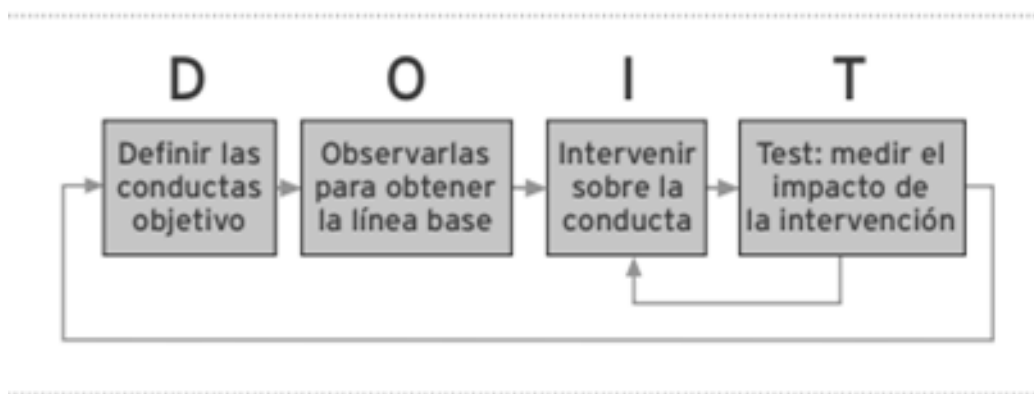 D O I T
Definir las
conductas
objetivo
Observarlas
para obtener
la línea base
Intervenir
sobre la
conducta
Test: medir el
impacto de
la intervención